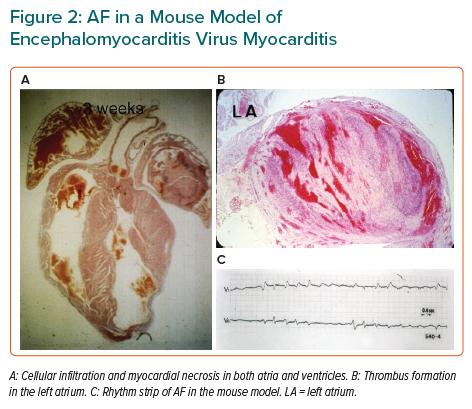 Figure 2: AF in a Mouse Model of
Encephalomyocarditis Virus Myocarditis
A
B
3 weeks
LA
C
540-4
A: Cellular infiltration and myocardial necrosis in both atria and ventricles. B: Thrombus formation
in the left atrium. C: Rhythm strip of AF in the mouse model. LA = left atrium.